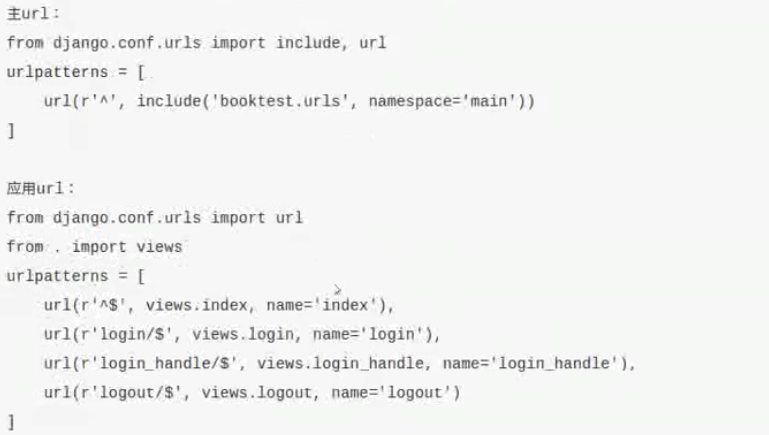 主url：
from django.conf.urls import include, url
urlpatterns = [
    url(r'^', include('booktest.urls', namespace='main'))
]
应用url：
from django.conf.urls import url
from . import views
urlpatterns = [
    url(r'^$', views.index, name='index'),
    url(r'login/$', views.login, name='login'),
    url(r'login_handle/$', views.login_handle, name='login_handle'),
    url(r'logout/$', views.logout, name='logout')
]